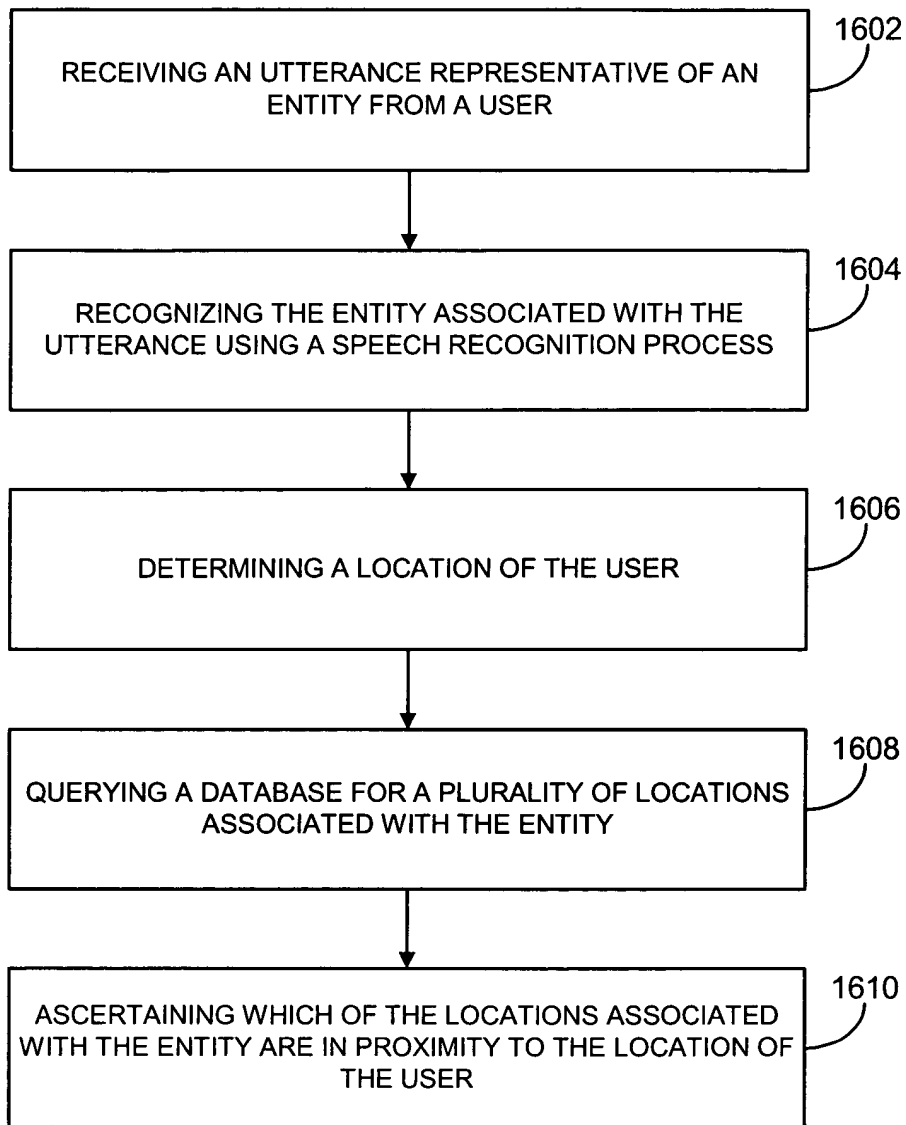 1602
RECEIVING AN UTTERANCE REPRESENTATIVE OF AN
ENTITY FROM A USER
1604
RECOGNIZING THE ENTITY ASSOCIATED WITH THE
UTTERANCE USING A SPEECH RECOGNITION PROCESS
1606
DETERMINING A LOCATION OF THE USER
1608
QUERYING A DATABASE FOR A PLURALITY OF LOCATIONS
ASSOCIATED WITH THE ENTITY
1610
ASCERTAINING WHICH OF THE LOCATIONS ASSOCIATED
WITH THE ENTITY ARE IN PROXIMITY TO THE LOCATION OF
THE USER